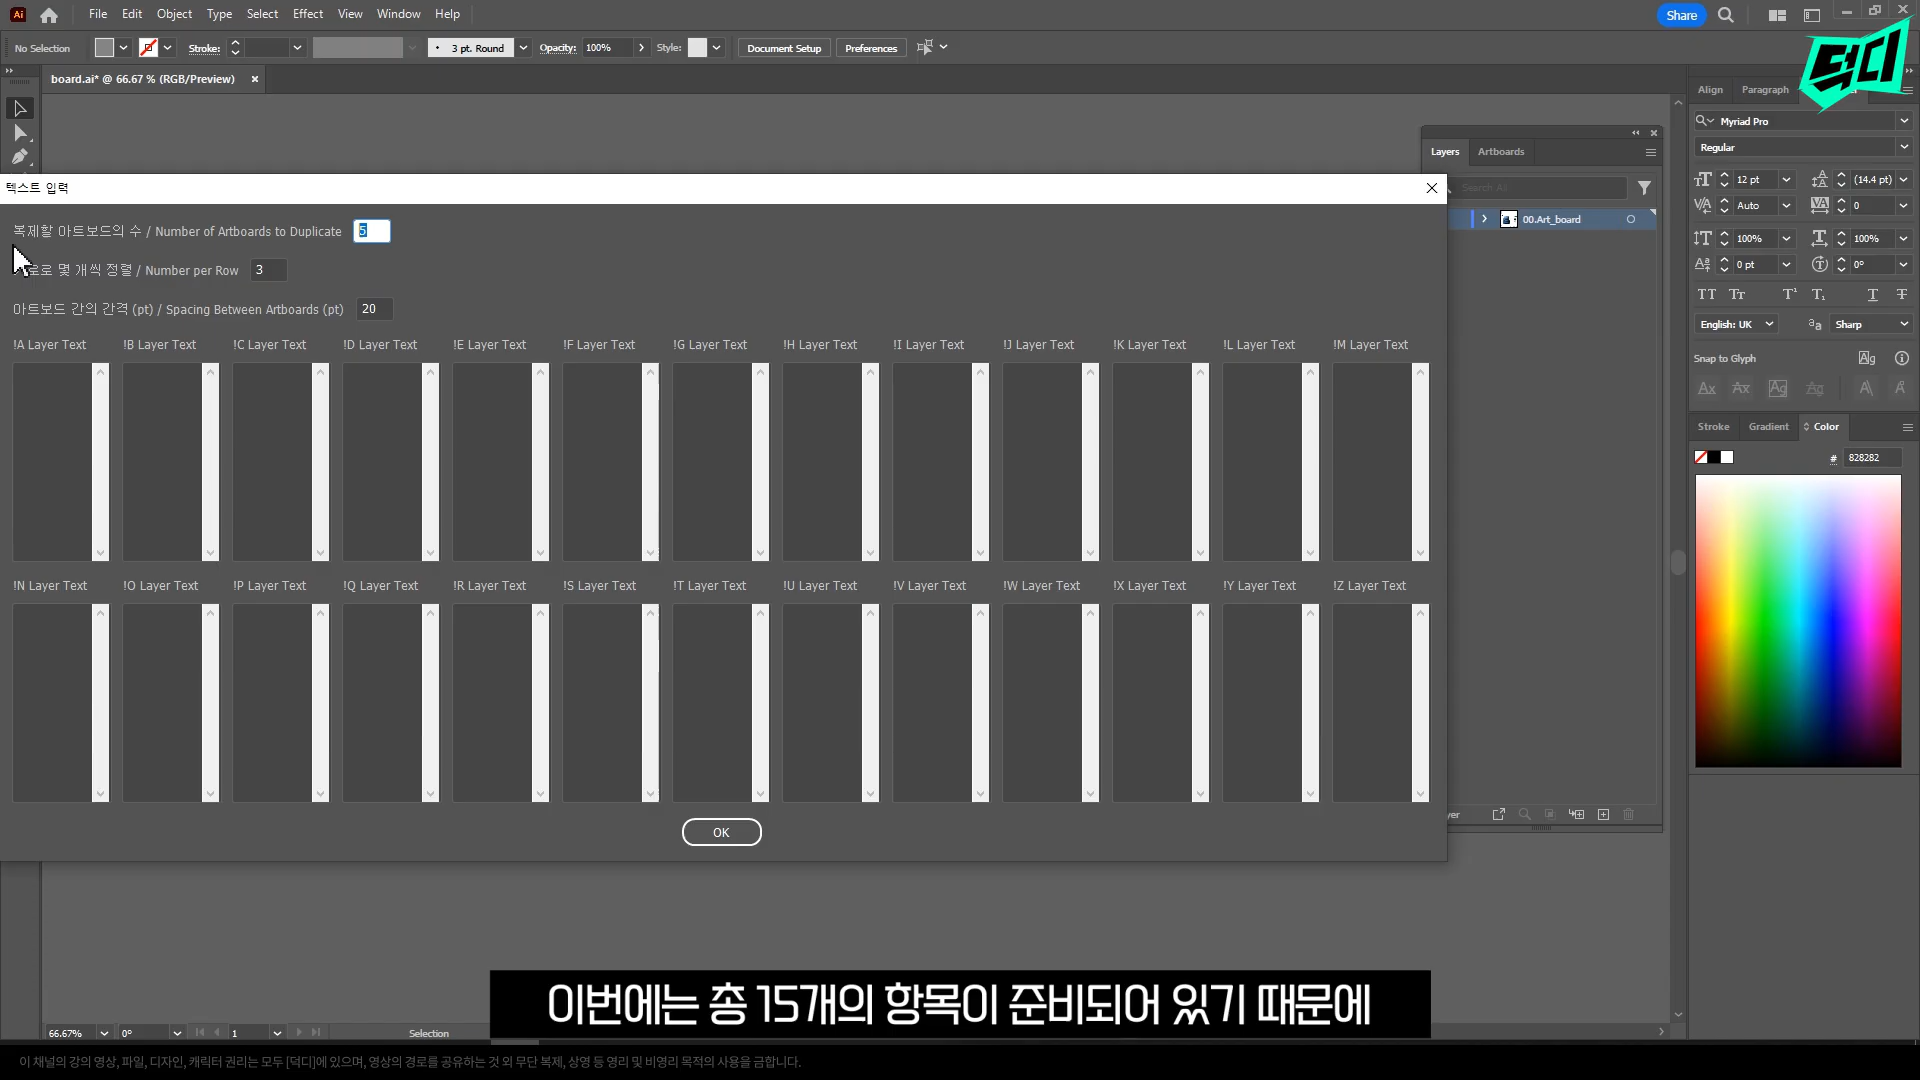 Ai File Edit Object Type Select Effect View Window Help Share
No Selection Stroke: 3 pt. Round Opacity: 100% Style: Document Setup Preferences
덕디
board.ai* @ 66.67 % (RGB/Preview)
Align Paragraph
Myriad Pro
Regular
12 pt (14.4 pt)
Auto 0
100% 100%
0 pt 0°
English: UK Sharp
Snap to Glyph
Stroke Gradient Color
# 828282
Layers Artboards
Search All
00.Art_board
텍스트 입력
복제할 아트보드의 수 / Number of Artboards to Duplicate 5
로 몇 개씩 정렬 / Number per Row 3
아트보드 간의 간격 (pt) / Spacing Between Artboards (pt) 20
!A Layer Text !B Layer Text !C Layer Text !D Layer Text !E Layer Text !F Layer Text !G Layer Text !H Layer Text !I Layer Text !J Layer Text !K Layer Text !L Layer Text !M Layer Text
!N Layer Text !O Layer Text !P Layer Text !Q Layer Text !R Layer Text !S Layer Text !T Layer Text !U Layer Text !V Layer Text !W Layer Text !X Layer Text !Y Layer Text !Z Layer Text
OK
yer
이번에는 총 15개의 항목이 준비되어 있기 때문에
66.67% 0° 1 Selection
이 채널의 강의 영상, 파일, 디자인, 캐릭터 권리는 모두 [덕디]에 있으며, 영상의 경로를 공유하는 것 외 무단 복제, 상영 등 영리 및 비영리 목적의 사용을 금합니다.